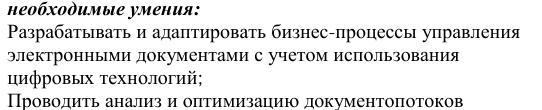 необходимые умения:
Разрабатывать и адаптировать бизнес-процессы управления
электронными документами с учетом использования
цифровых технологий;
Проводить анализ и оптимизацию документопотоков